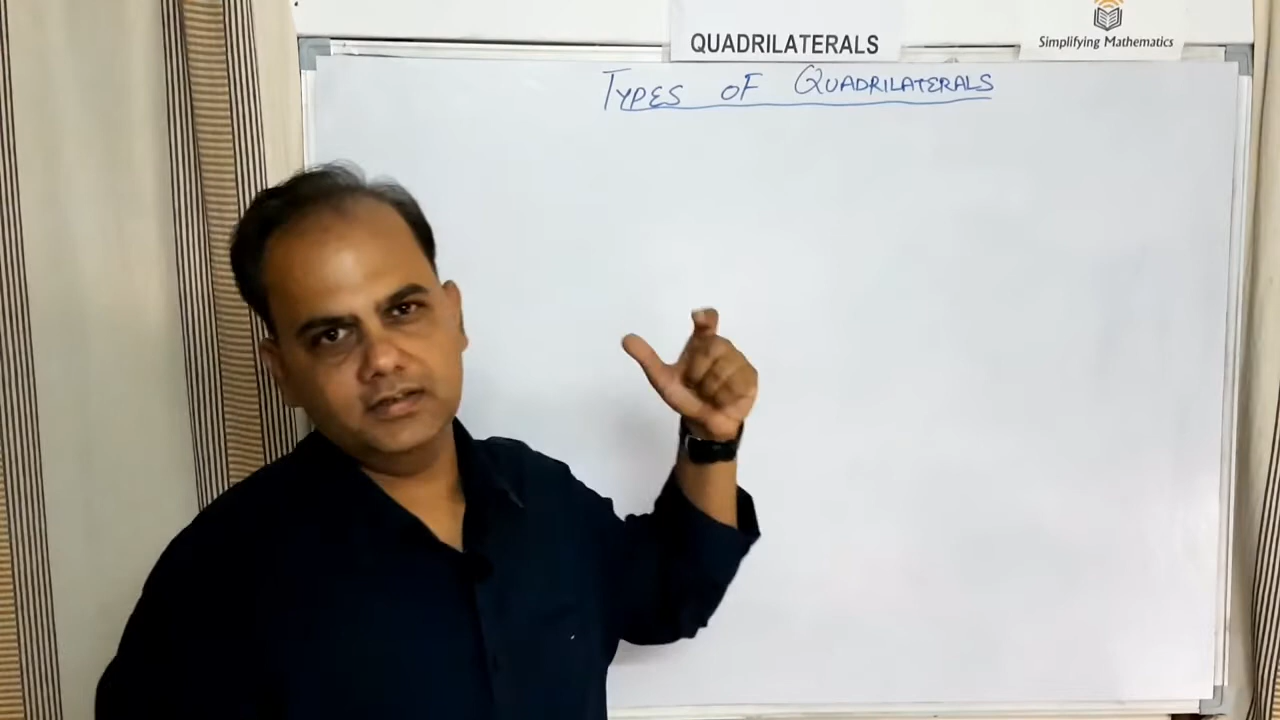 QUADRILATERALS
Simplifying Mathematics
TYPES OF QUADRILATERALS